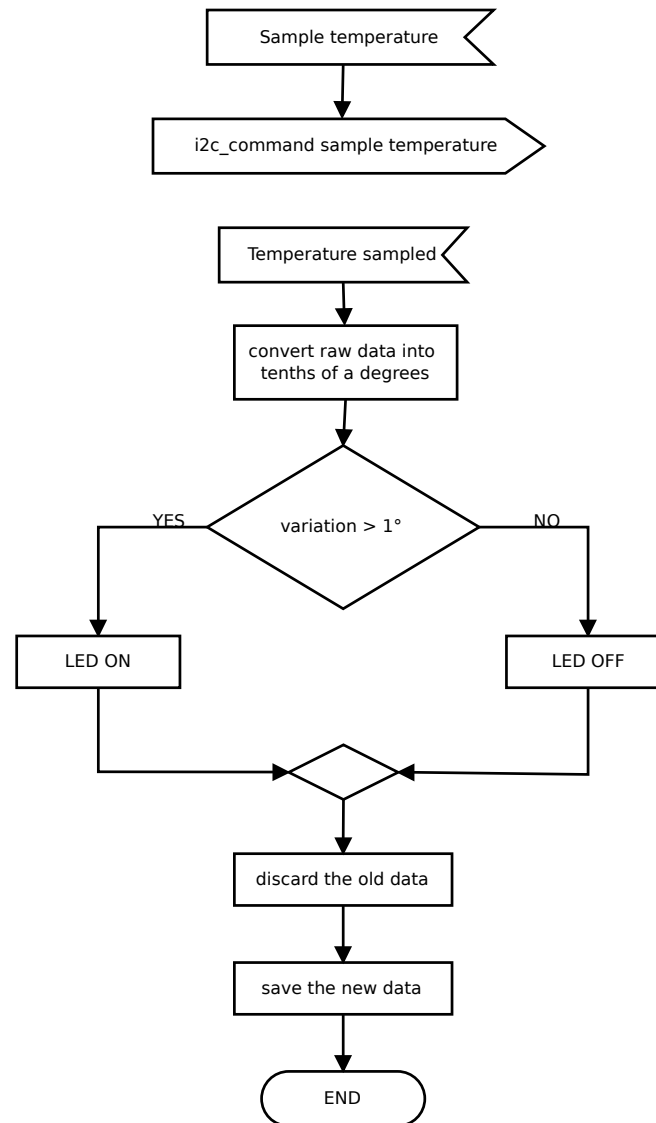 Sample temperature
i2c_command sample temperature
Temperature sampled
convert raw data into
tenths of a degrees
variation > 1°
YES
NO
LED ON
LED OFF
discard the old data
save the new data
END